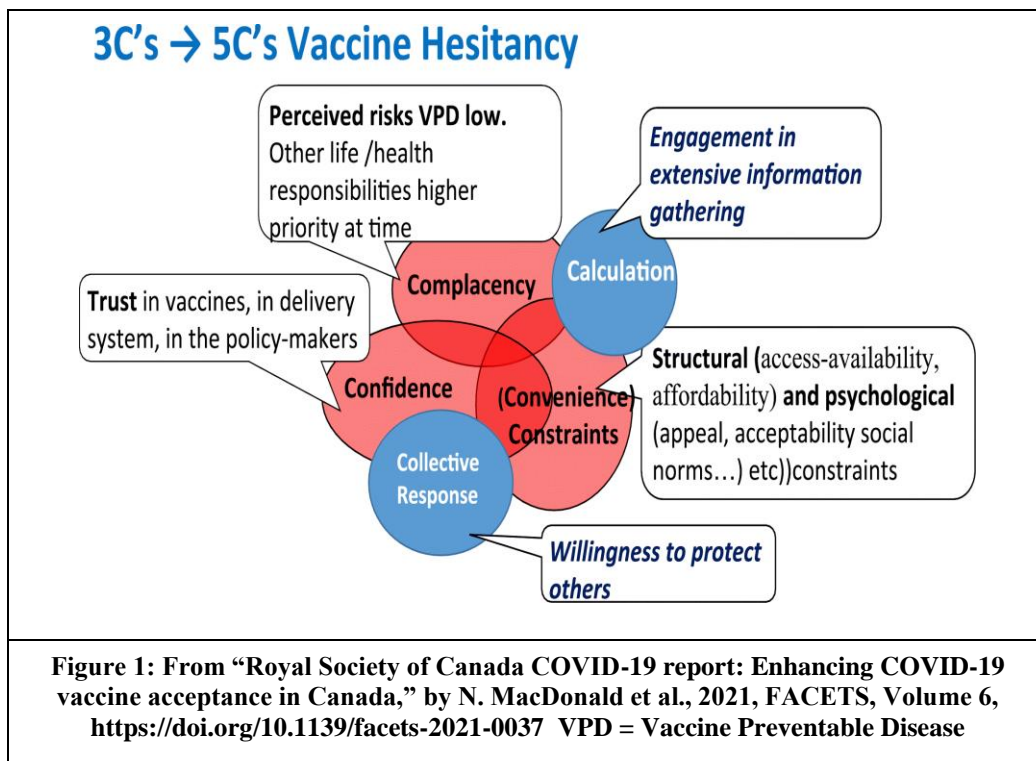 3C's → 5C's Vaccine Hesitancy
Perceived risks VPD low.
Other life /health
responsibilities higher
priority at time
Engagement in
extensive information
gathering
Complacency
Calculation
Trust in vaccines, in delivery
system, in the policy-makers
Confidence
(Convenience)
Constraints
Structural (access-availability,
affordability) and psychological
(appeal, acceptability social
norms...) etc))constraints
Collective
Response
Willingness to protect
others
Figure 1: From “Royal Society of Canada COVID-19 report: Enhancing COVID-19
vaccine acceptance in Canada,” by N. MacDonald et al., 2021, FACETS, Volume 6,
https://doi.org/10.1139/facets-2021-0037 VPD = Vaccine Preventable Disease